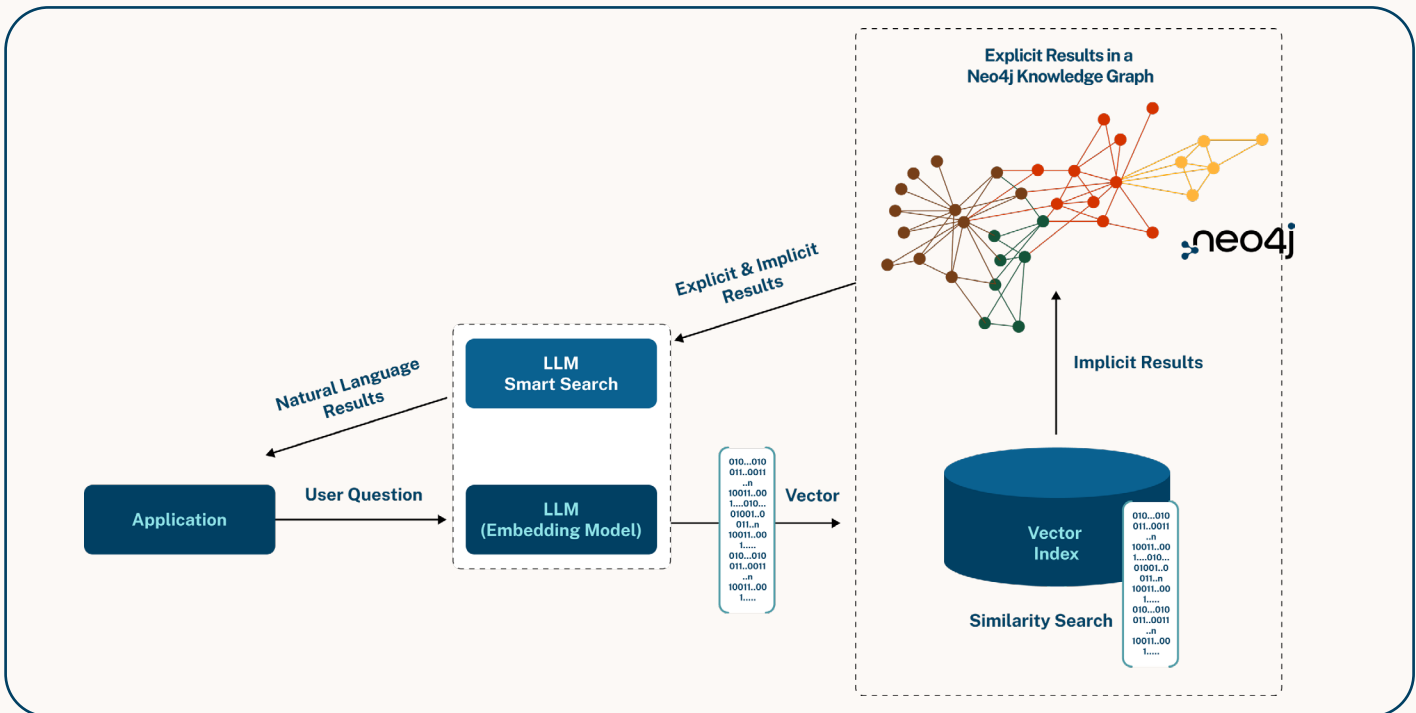 Explicit Results in a
Neo4j Knowledge Graph
neo4j
Explicit & Implicit
Results
Implicit Results
LLM
Smart Search
Natural Language
Results
Application
User Question
LLM
(Embedding Model)
010...010
011..0011
..n
10011..00
1....010...
01001..0
011..n
10011..00
1.....
010...010
011..0011
..n
10011..00
1.....
Vector
Vector
Index
Similarity Search
010...010
011..0011
..n
10011..00
1....010...
01001..0
011..n
10011..00
1.....
010...010
011..0011
..n
10011..00
1.....